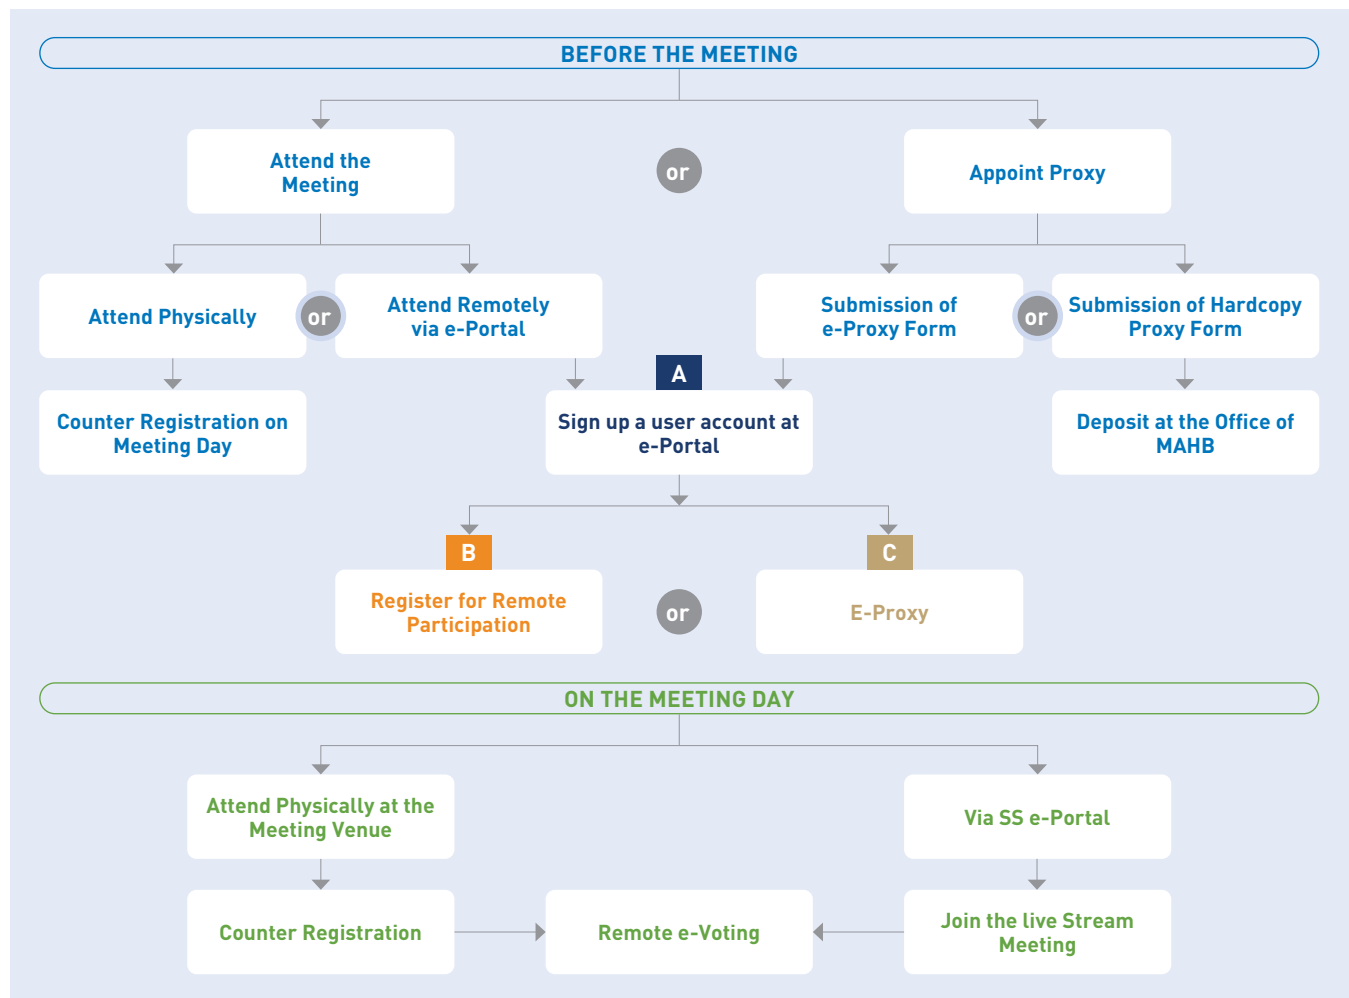 BEFORE THE MEETING
Attend the
Meeting
or
Appoint Proxy
Attend Physically
or
Attend Remotely
via e-Portal
Submission of
e-Proxy Form
or
Submission of Hardcopy
Proxy Form
Counter Registration on
Meeting Day
A
Sign up a user account at
e-Portal
Deposit at the Office of
MAHB
B
Register for Remote
Participation
or
C
E-Proxy
ON THE MEETING DAY
Attend Physically at the
Meeting Venue
Via SS e-Portal
Counter Registration
Remote e-Voting
Join the live Stream
Meeting